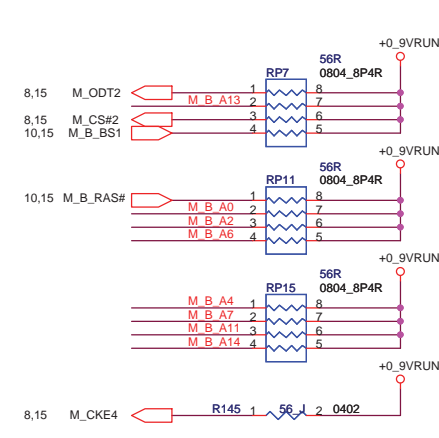 +0_9VRUN
56R
RP7 0804_8P4R
8,15 M_ODT2 1 8
M_B_A13 2 7
8,15 M_CS#2 3 6
10,15 M_B_BS1 4 5
+0_9VRUN
56R
RP11 0804_8P4R
10,15 M_B_RAS# 1 8
M_B_A0 2 7
M_B_A2 3 6
M_B_A6 4 5
+0_9VRUN
56R
RP15 0804_8P4R
M_B_A4 1 8
M_B_A7 2 7
M_B_A11 3 6
M_B_A14 4 5
+0_9VRUN
8,15 M_CKE4 R145 1 56_J 2 0402